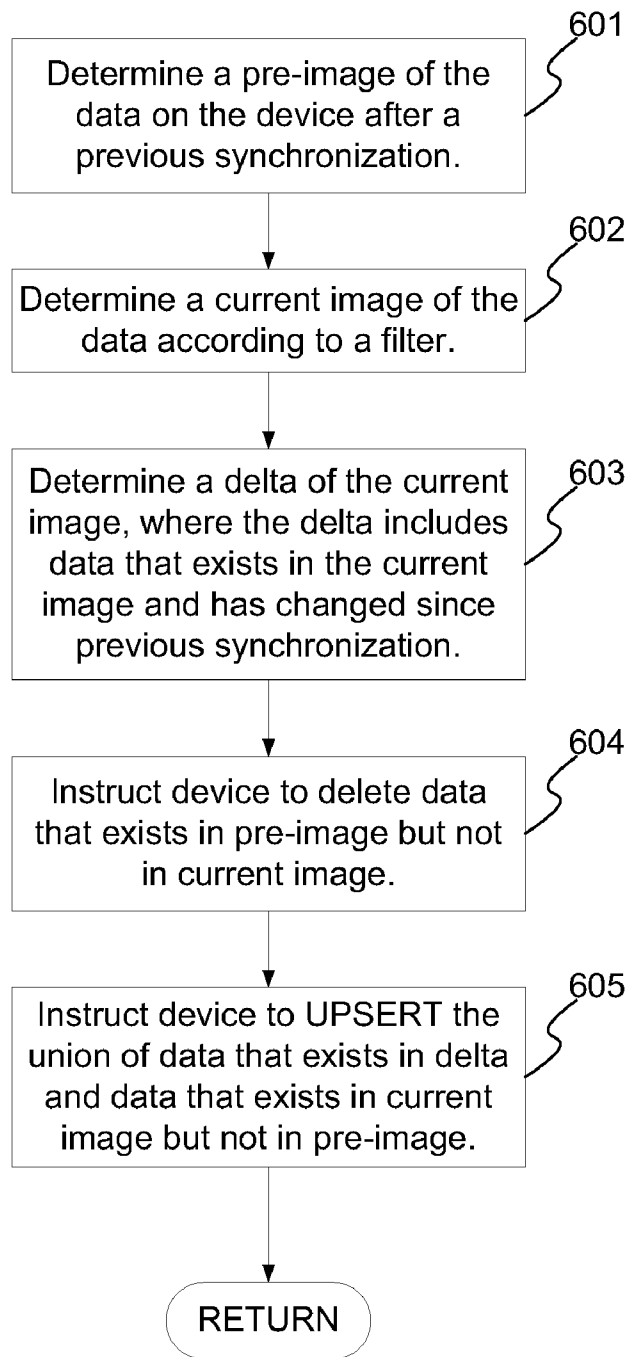 601
Determine a pre-image of the
data on the device after a
previous synchronization.
602
Determine a current image of the
data according to a filter.
603
Determine a delta of the current
image, where the delta includes
data that exists in the current
image and has changed since
previous synchronization.
604
Instruct device to delete data
that exists in pre-image but not
in current image.
605
Instruct device to UPSERT the
union of data that exists in delta
and data that exists in current
image but not in pre-image.
RETURN